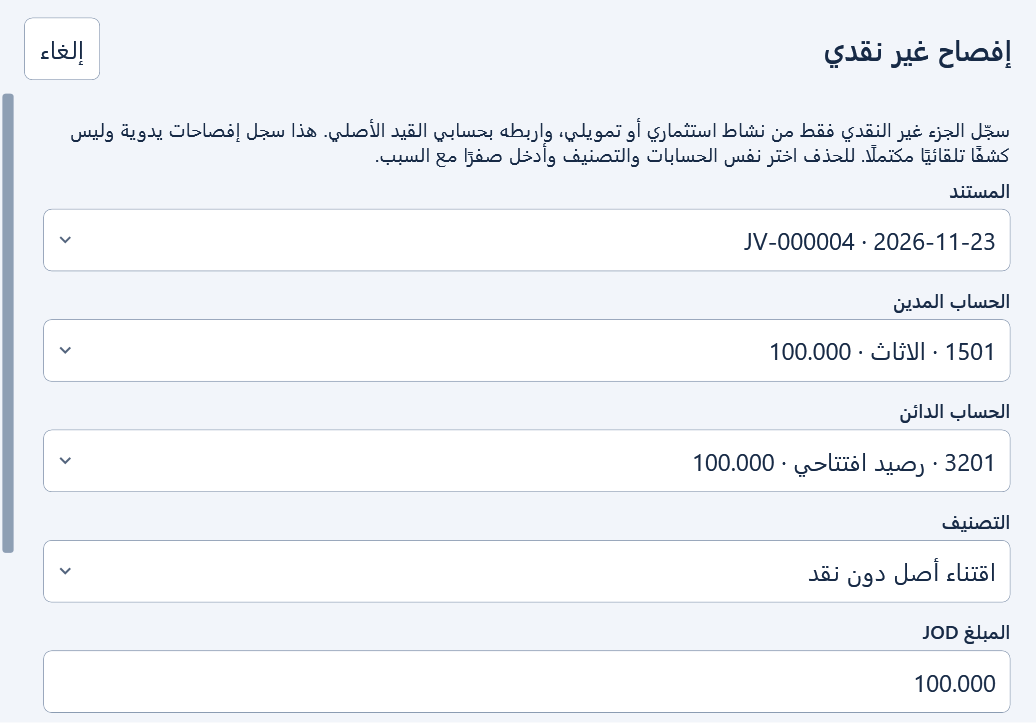 إفصاح غير نقدي
إلغاء
سجّل الجزء غير النقدي فقط من نشاط استثماري أو تمويلي، واربطه بحسابي القيد الأصلي. هذا سجل إفصاحات يدوية وليس
كشفًا تلقائيًا مكتملًا. للحذف اختر نفس الحسابات والتصنيف وأدخل صفرًا مع السبب.
المستند
JV-000004 · 2026-11-23
الحساب المدين
1501 · الاثاث · 100.000
الحساب الدائن
3201 · رصيد افتتاحي · 100.000
التصنيف
اقتناء أصل دون نقد
المبلغ JOD
100.000